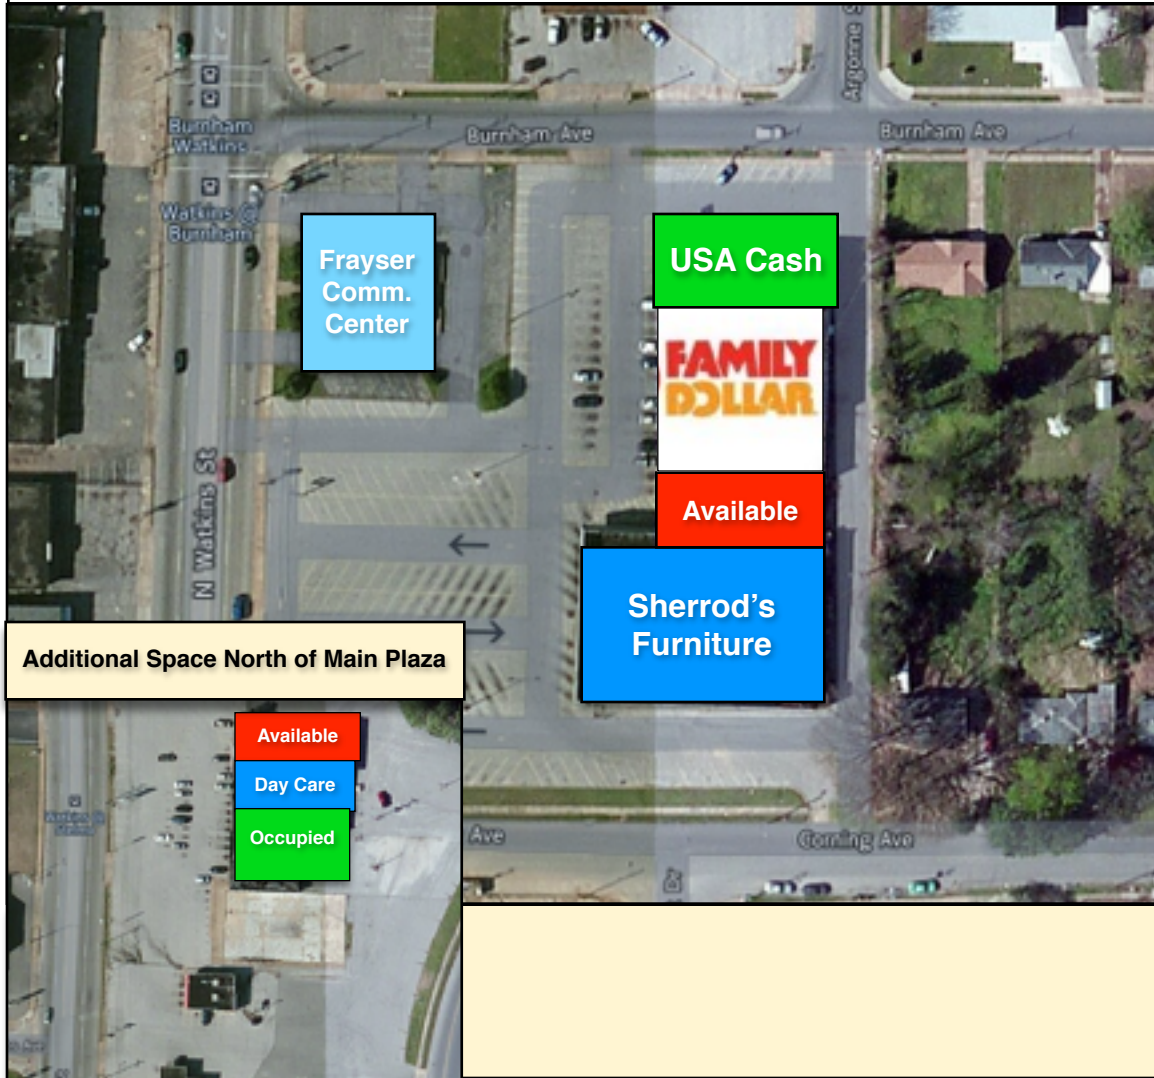 Argonne S
Burnham
Watkins
Burnham Ave
Burnham Ave
Watkins @
Burnham
Frayser
Comm.
Center
USA Cash
FAMILY
DOLLAR
N Watkins St
Available
Sherrod's
Furniture
Additional Space North of Main Plaza
Available
Day Care
Occupied
Ave
Corning Ave
Dr